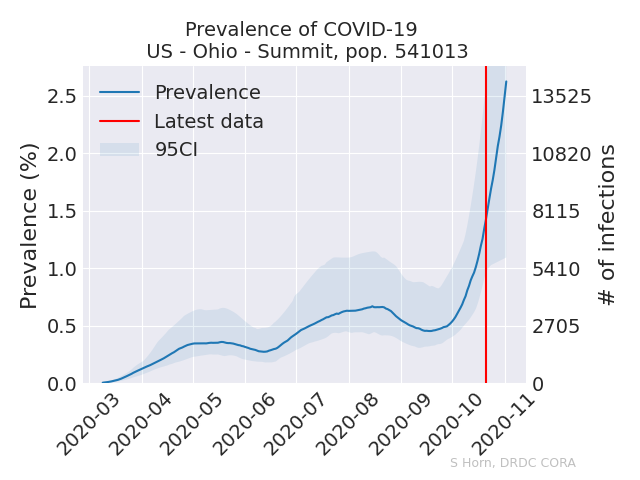 Prevalence of COVID-19
US - Ohio - Summit, pop. 541013
Prevalence
Latest data
95CI
Prevalence (%)
2.5
2.0
1.5
1.0
0.5
0.0
13525
10820
8115
5410
2705
0
# of infections
2020-03
2020-04
2020-05
2020-06
2020-07
2020-08
2020-09
2020-10
2020-11
S Horn, DRDC CORA